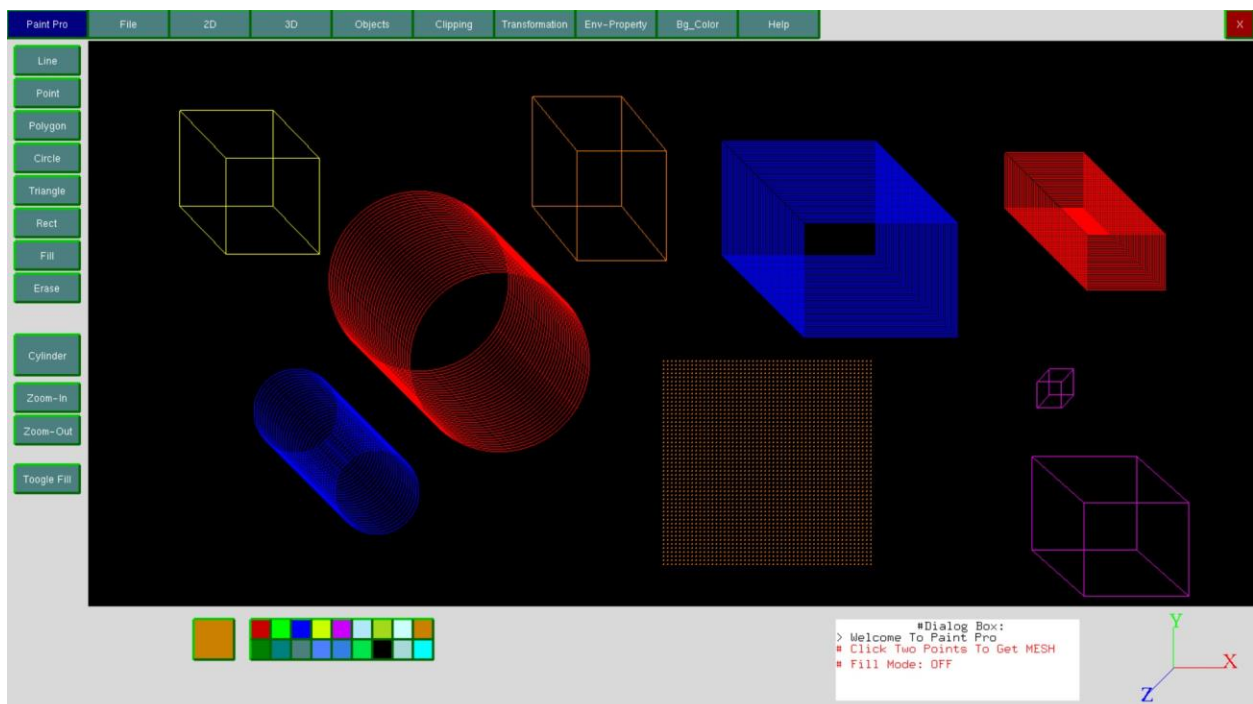 Paint Pro
File
2D
3D
Objects
Clipping
Transformation
Env-Property
Bg_Color
Help
X
Line
Point
Polygon
Circle
Triangle
Rect
Fill
Erase
Cylinder
Zoom-In
Zoom-Out
Toogle Fill
#Dialog Box:
> Welcome To Paint Pro
# Click Two Points To Get MESH
# Fill Mode: OFF
Y
X
Z